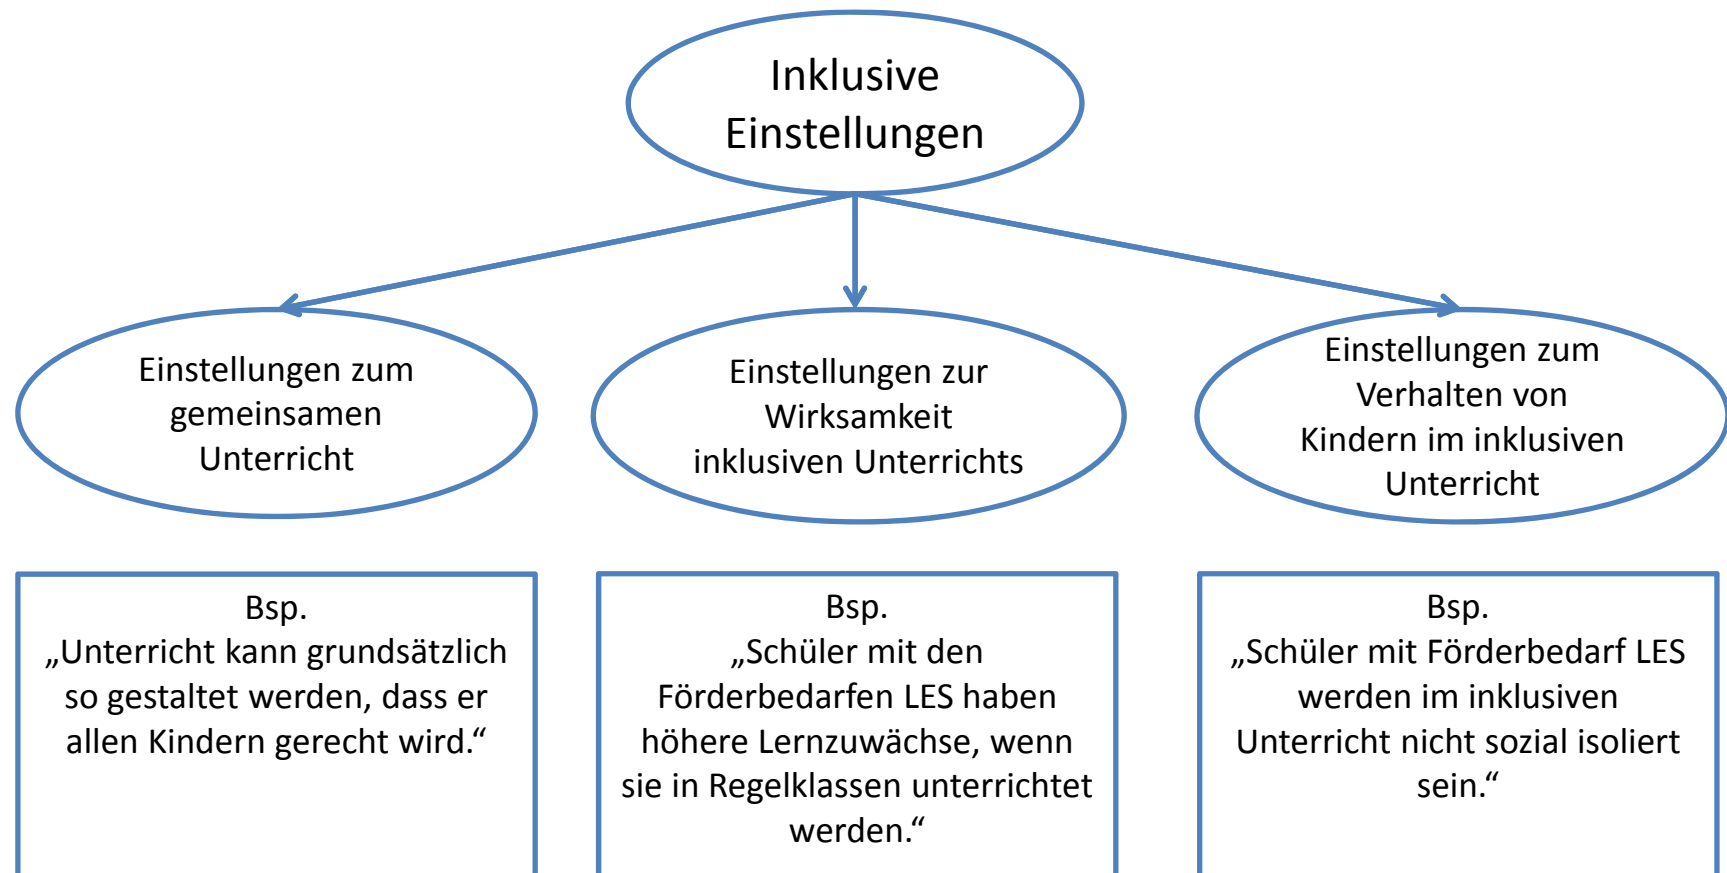 Inklusive
Einstellungen
Einstellungen zum
gemeinsamen
Unterricht
Einstellungen zur
Wirksamkeit
inklusiven Unterrichts
Einstellungen zum
Verhalten von
Kindern im inklusiven
Unterricht
Bsp.
„Unterricht kann grundsätzlich
so gestaltet werden, dass er
allen Kindern gerecht wird.“
Bsp.
„Schüler mit den
Förderbedarfen LES haben
höhere Lernzuwächse, wenn
sie in Regelklassen unterrichtet
werden.“
Bsp.
„Schüler mit Förderbedarf LES
werden im inklusiven
Unterricht nicht sozial isoliert
sein.“